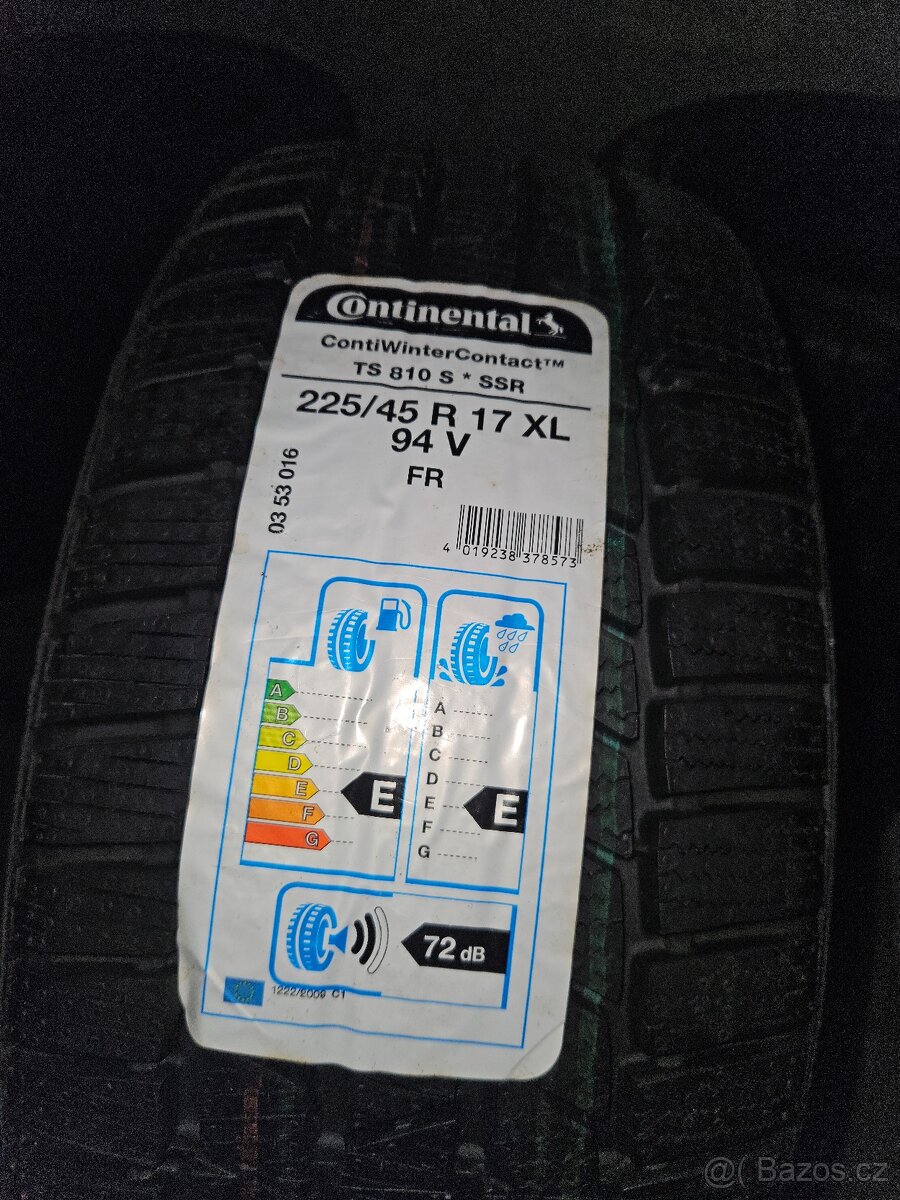 Continental
ContiWinterContact™
TS 810 S * SSR
225/45 R 17 XL
94 V
FR
03 53 016
4 019238 378573
A
B
C
D
E
F
G
E
A
B
C
D
E
F
G
E
72 dB
1222/2009 C1
@( Bazos.cz